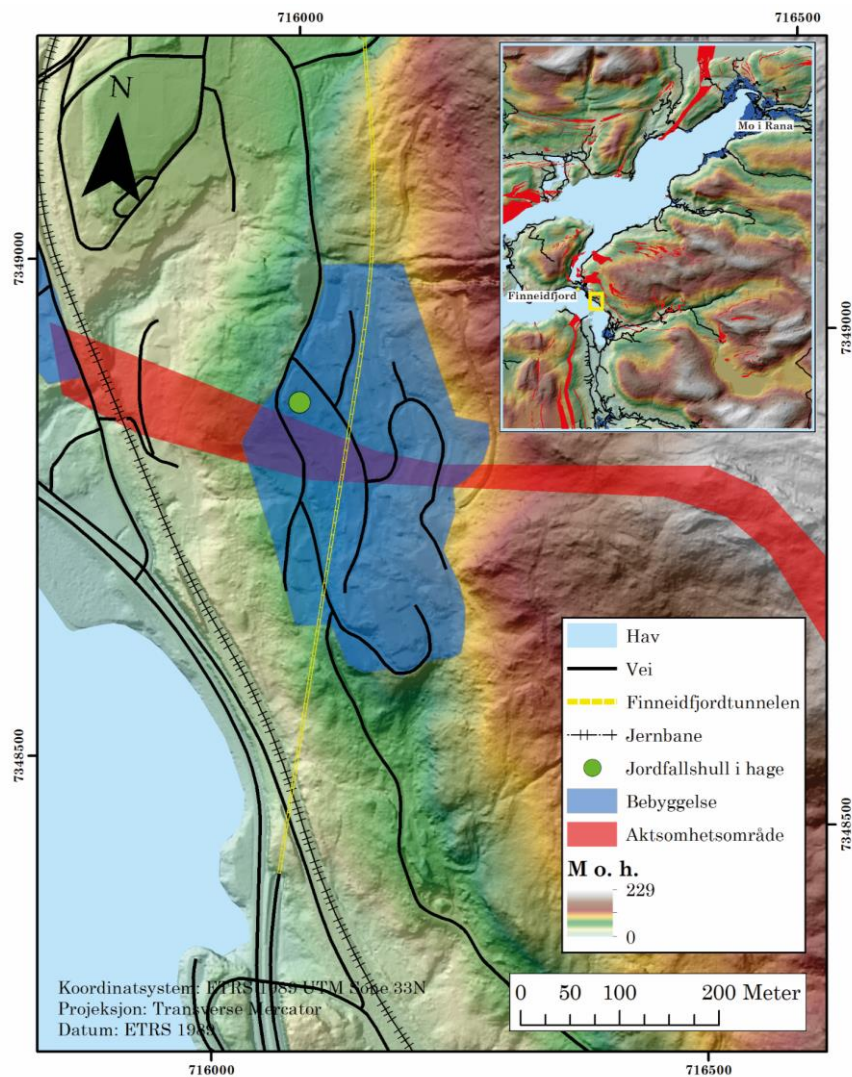 716000
716500
N
Mo i Rana
Finneidfjord
7349000
7349000
Hav
Vei
Finneidfjordtunnelen
Jernbane
Jordfallshull i hage
Bebyggelse
Aktsomhetsområde
M o. h.
229
0
7348500
7348500
Koordinatsystem: ETRS 1989 UTM Sone 33N
Projeksjon: Transverse Mercator
Datum: ETRS 1989
0 50 100 200 Meter
716000
716500